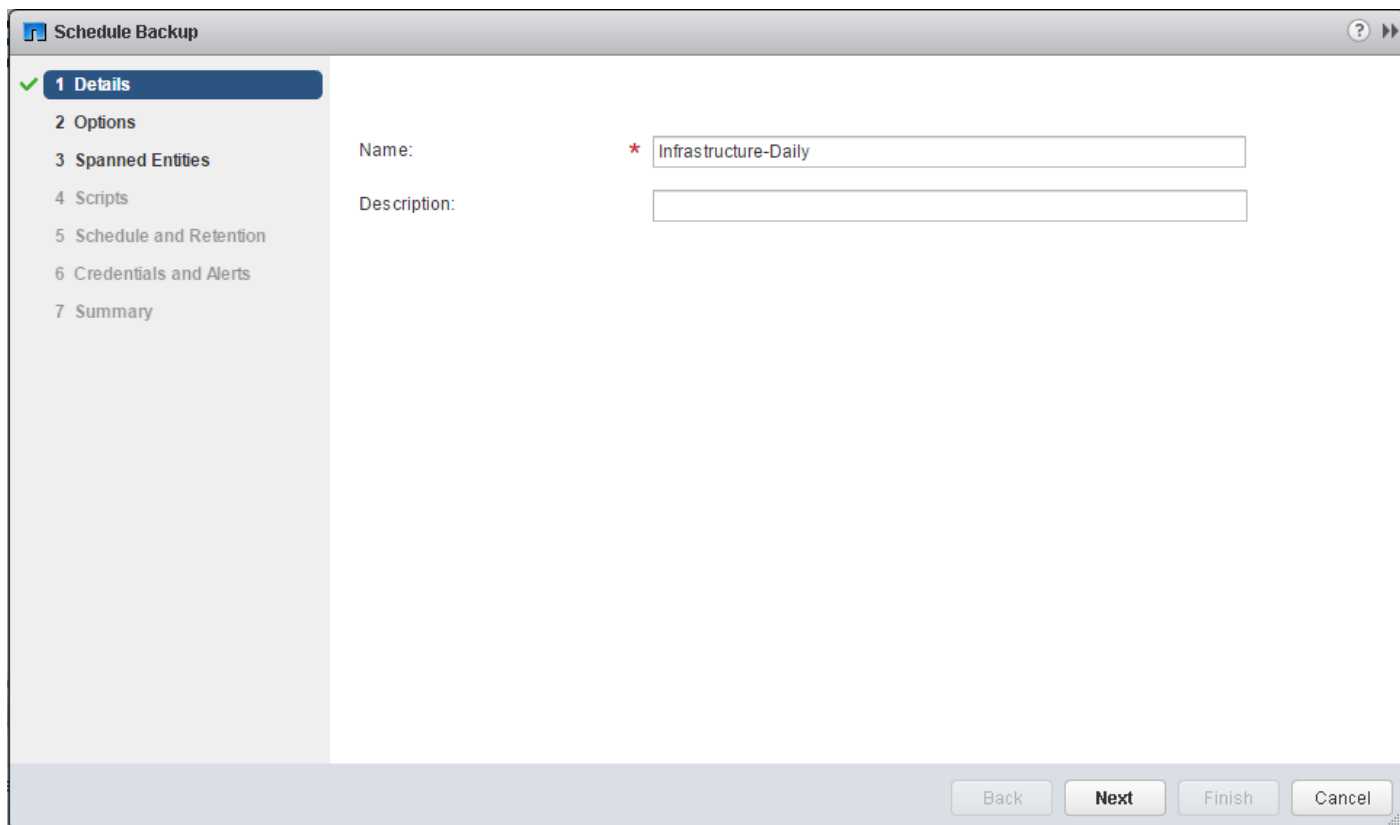 Schedule Backup
?
1 Details
2 Options
3 Spanned Entities
4 Scripts
5 Schedule and Retention
6 Credentials and Alerts
7 Summary
Name: * Infrastructure-Daily
Description:
Back Next Finish Cancel